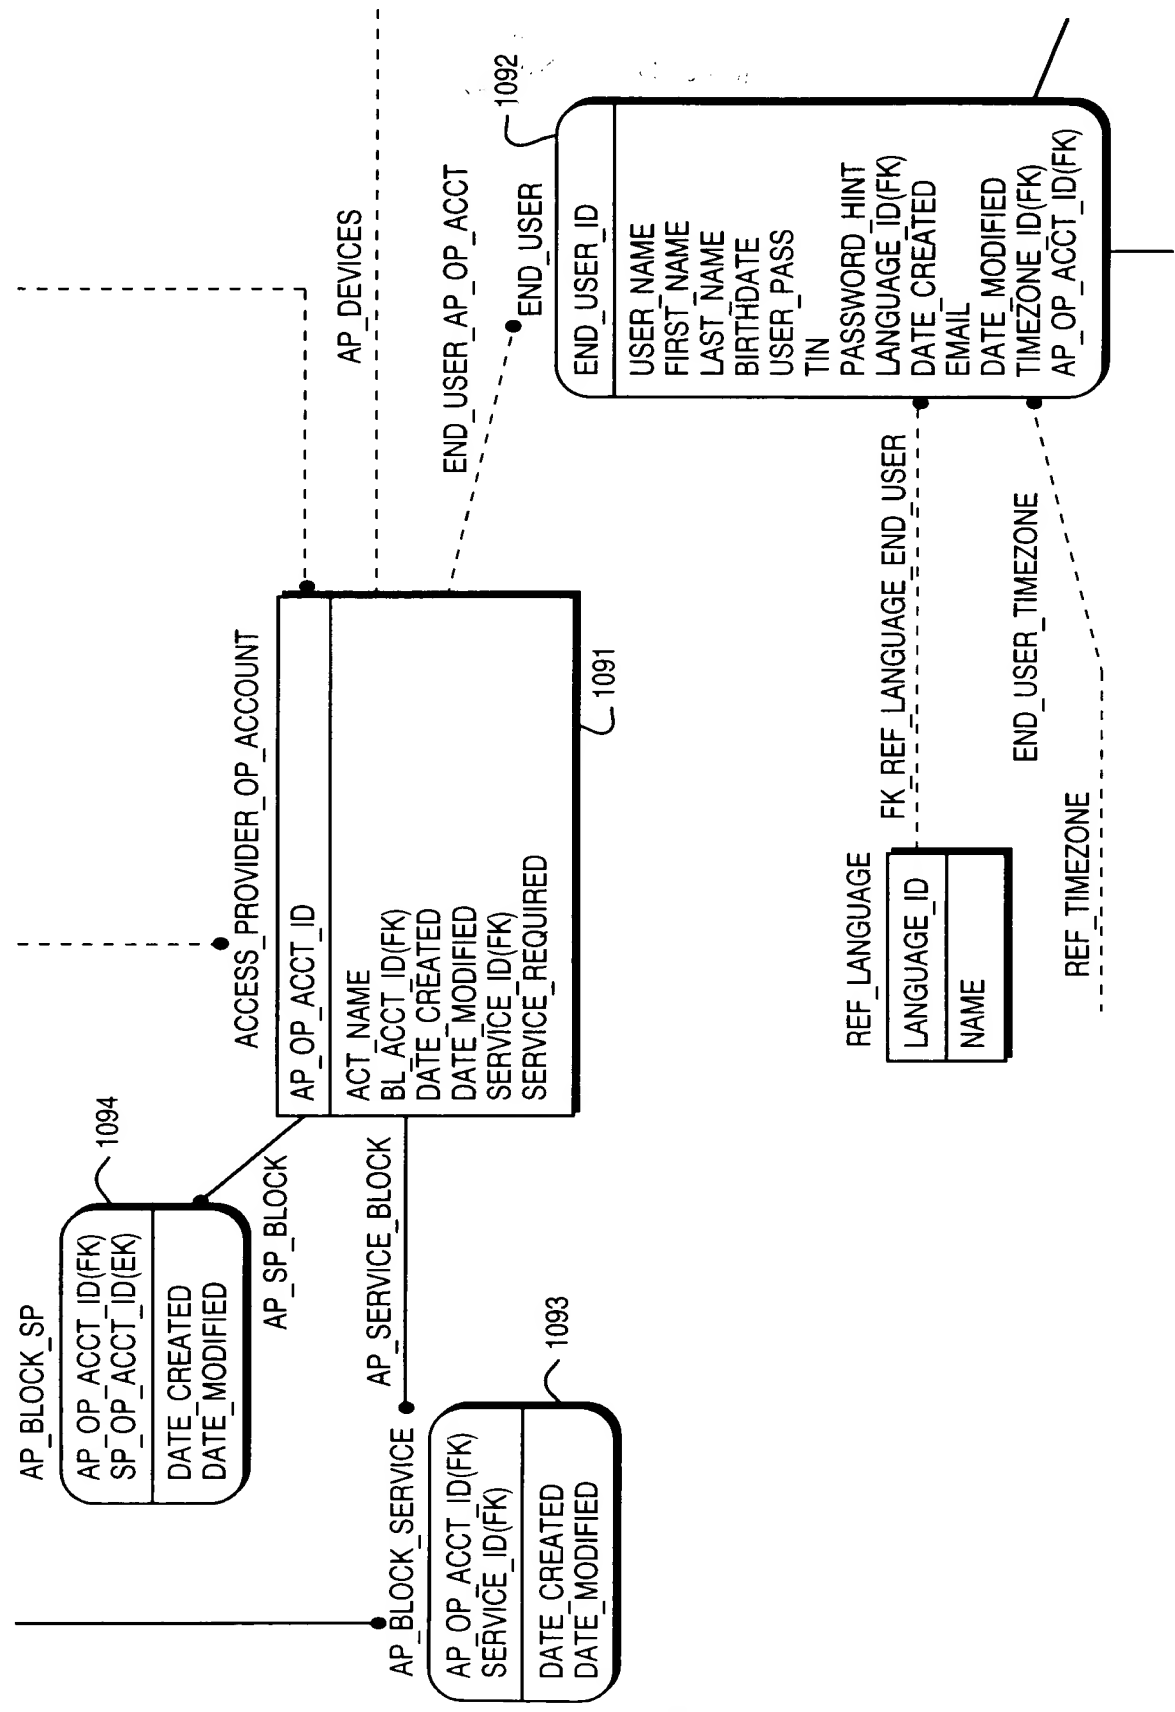 AP_BLOCK_SP
1094
AP_OP_ACCT_ID(FK)
SP_OP_ACCT_ID(EK)
DATE_CREATED
DATE_MODIFIED
AP_SP_BLOCK
AP_SERVICE_BLOCK
AP_BLOCK_SERVICE
1093
AP_OP_ACCT_ID(FK)
SERVICE_ID(FK)
DATE_CREATED
DATE_MODIFIED
ACCESS_PROVIDER_OP_ACCOUNT
AP_OP_ACCT_ID
ACT_NAME
BL_ACCT_ID(FK)
DATE_CREATED
DATE_MODIFIED
SERVICE_ID(FK)
SERVICE_REQUIRED
1091
AP_DEVICES
END_USER_AP_OP_ACCT
END_USER
1092
END_USER_ID
USER_NAME
FIRST_NAME
LAST_NAME
BIRTHDATE
USER_PASS
TIN
PASSWORD_HINT
LANGUAGE_ID(FK)
DATE_CREATED
EMAIL
DATE_MODIFIED
TIMEZONE_ID(FK)
AP_OP_ACCT_ID(FK)
REF_LANGUAGE
LANGUAGE_ID
NAME
FK_REF_LANGUAGE_END_USER
END_USER_TIMEZONE
REF_TIMEZONE